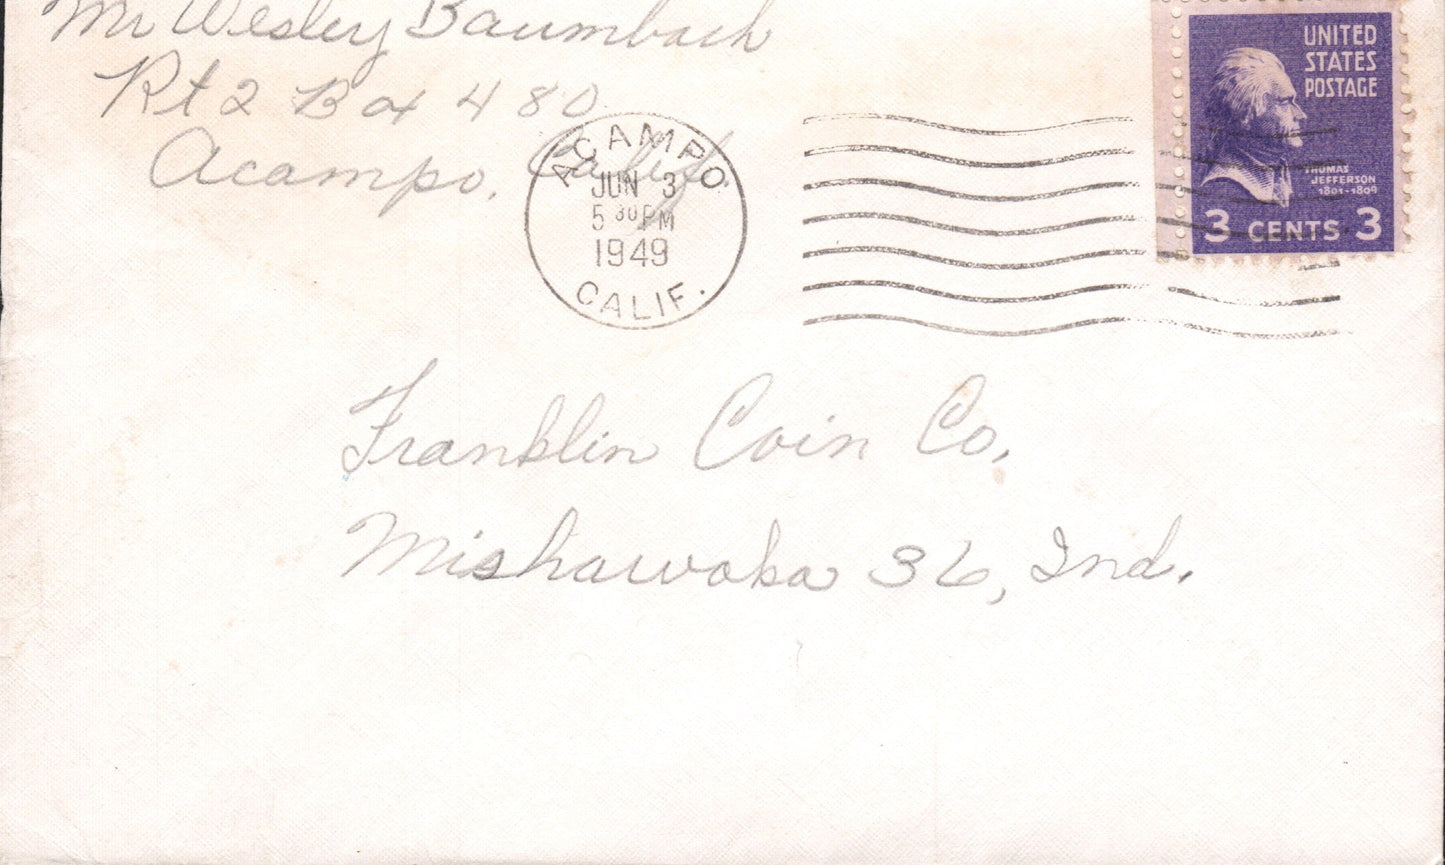 Mr Wesley Baumbach
Rt 2 Box 480
Acampo, Calif.
ACAMPO
JUN 3
5 30 PM
1949
CALIF.
UNITED
STATES
POSTAGE
THOMAS
JEFFERSON
1801-1809
3 CENTS 3
Franklin Coin Co.
Mishawaka 36, Ind.